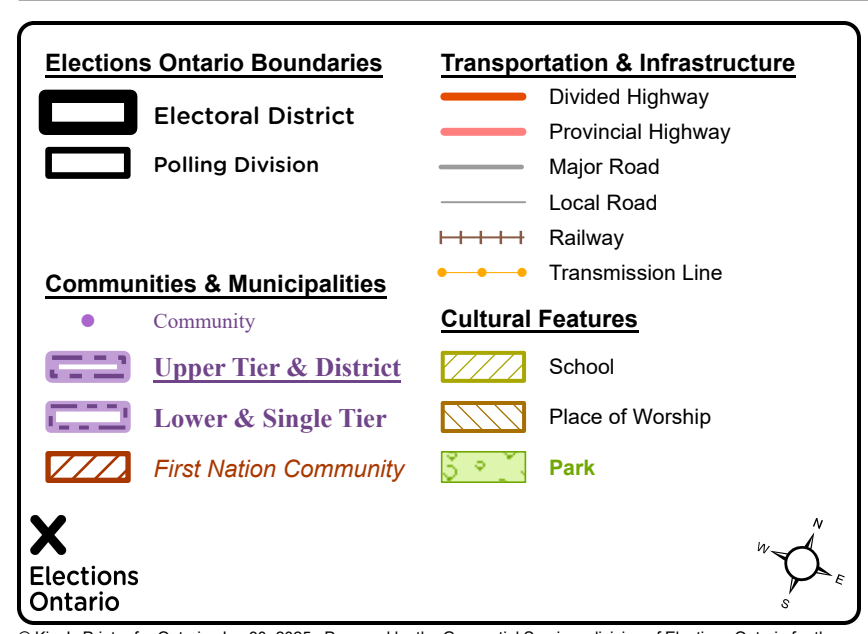 Elections Ontario Boundaries
Electoral District
Polling Division
Communities & Municipalities
Community
Upper Tier & District
Lower & Single Tier
First Nation Community
Transportation & Infrastructure
Divided Highway
Provincial Highway
Major Road
Local Road
Railway
Transmission Line
Cultural Features
School
Place of Worship
Park
Elections
Ontario
N
W
E
S